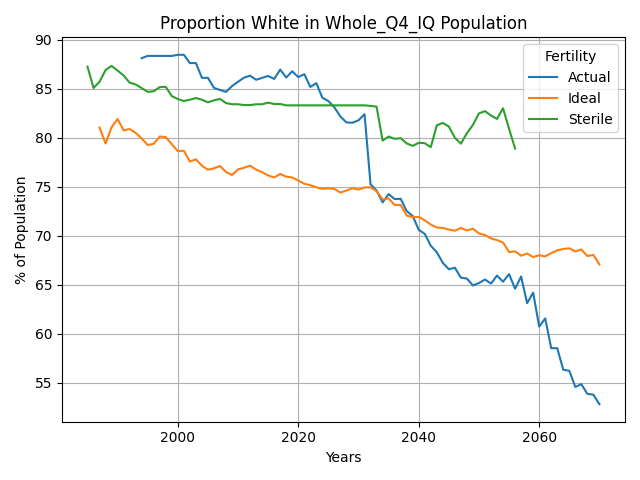 Proportion White in Whole_Q4_IQ Population
% of Population
90
85
80
75
70
65
60
55
Fertility
Actual
Ideal
Sterile
2000
2020
2040
2060
Years